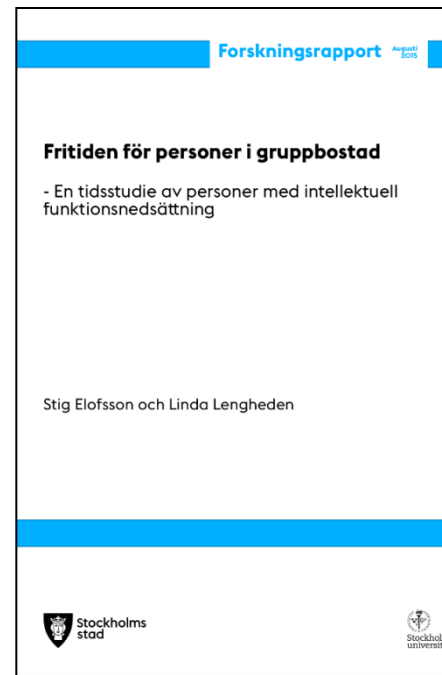 Forskningsrapport
Augusti
2015
Fritiden för personer i gruppbostad
- En tidsstudie av personer med intellektuell
funktionsnedsättning
Stig Elofsson och Linda Lengheden
Stockholms
stad